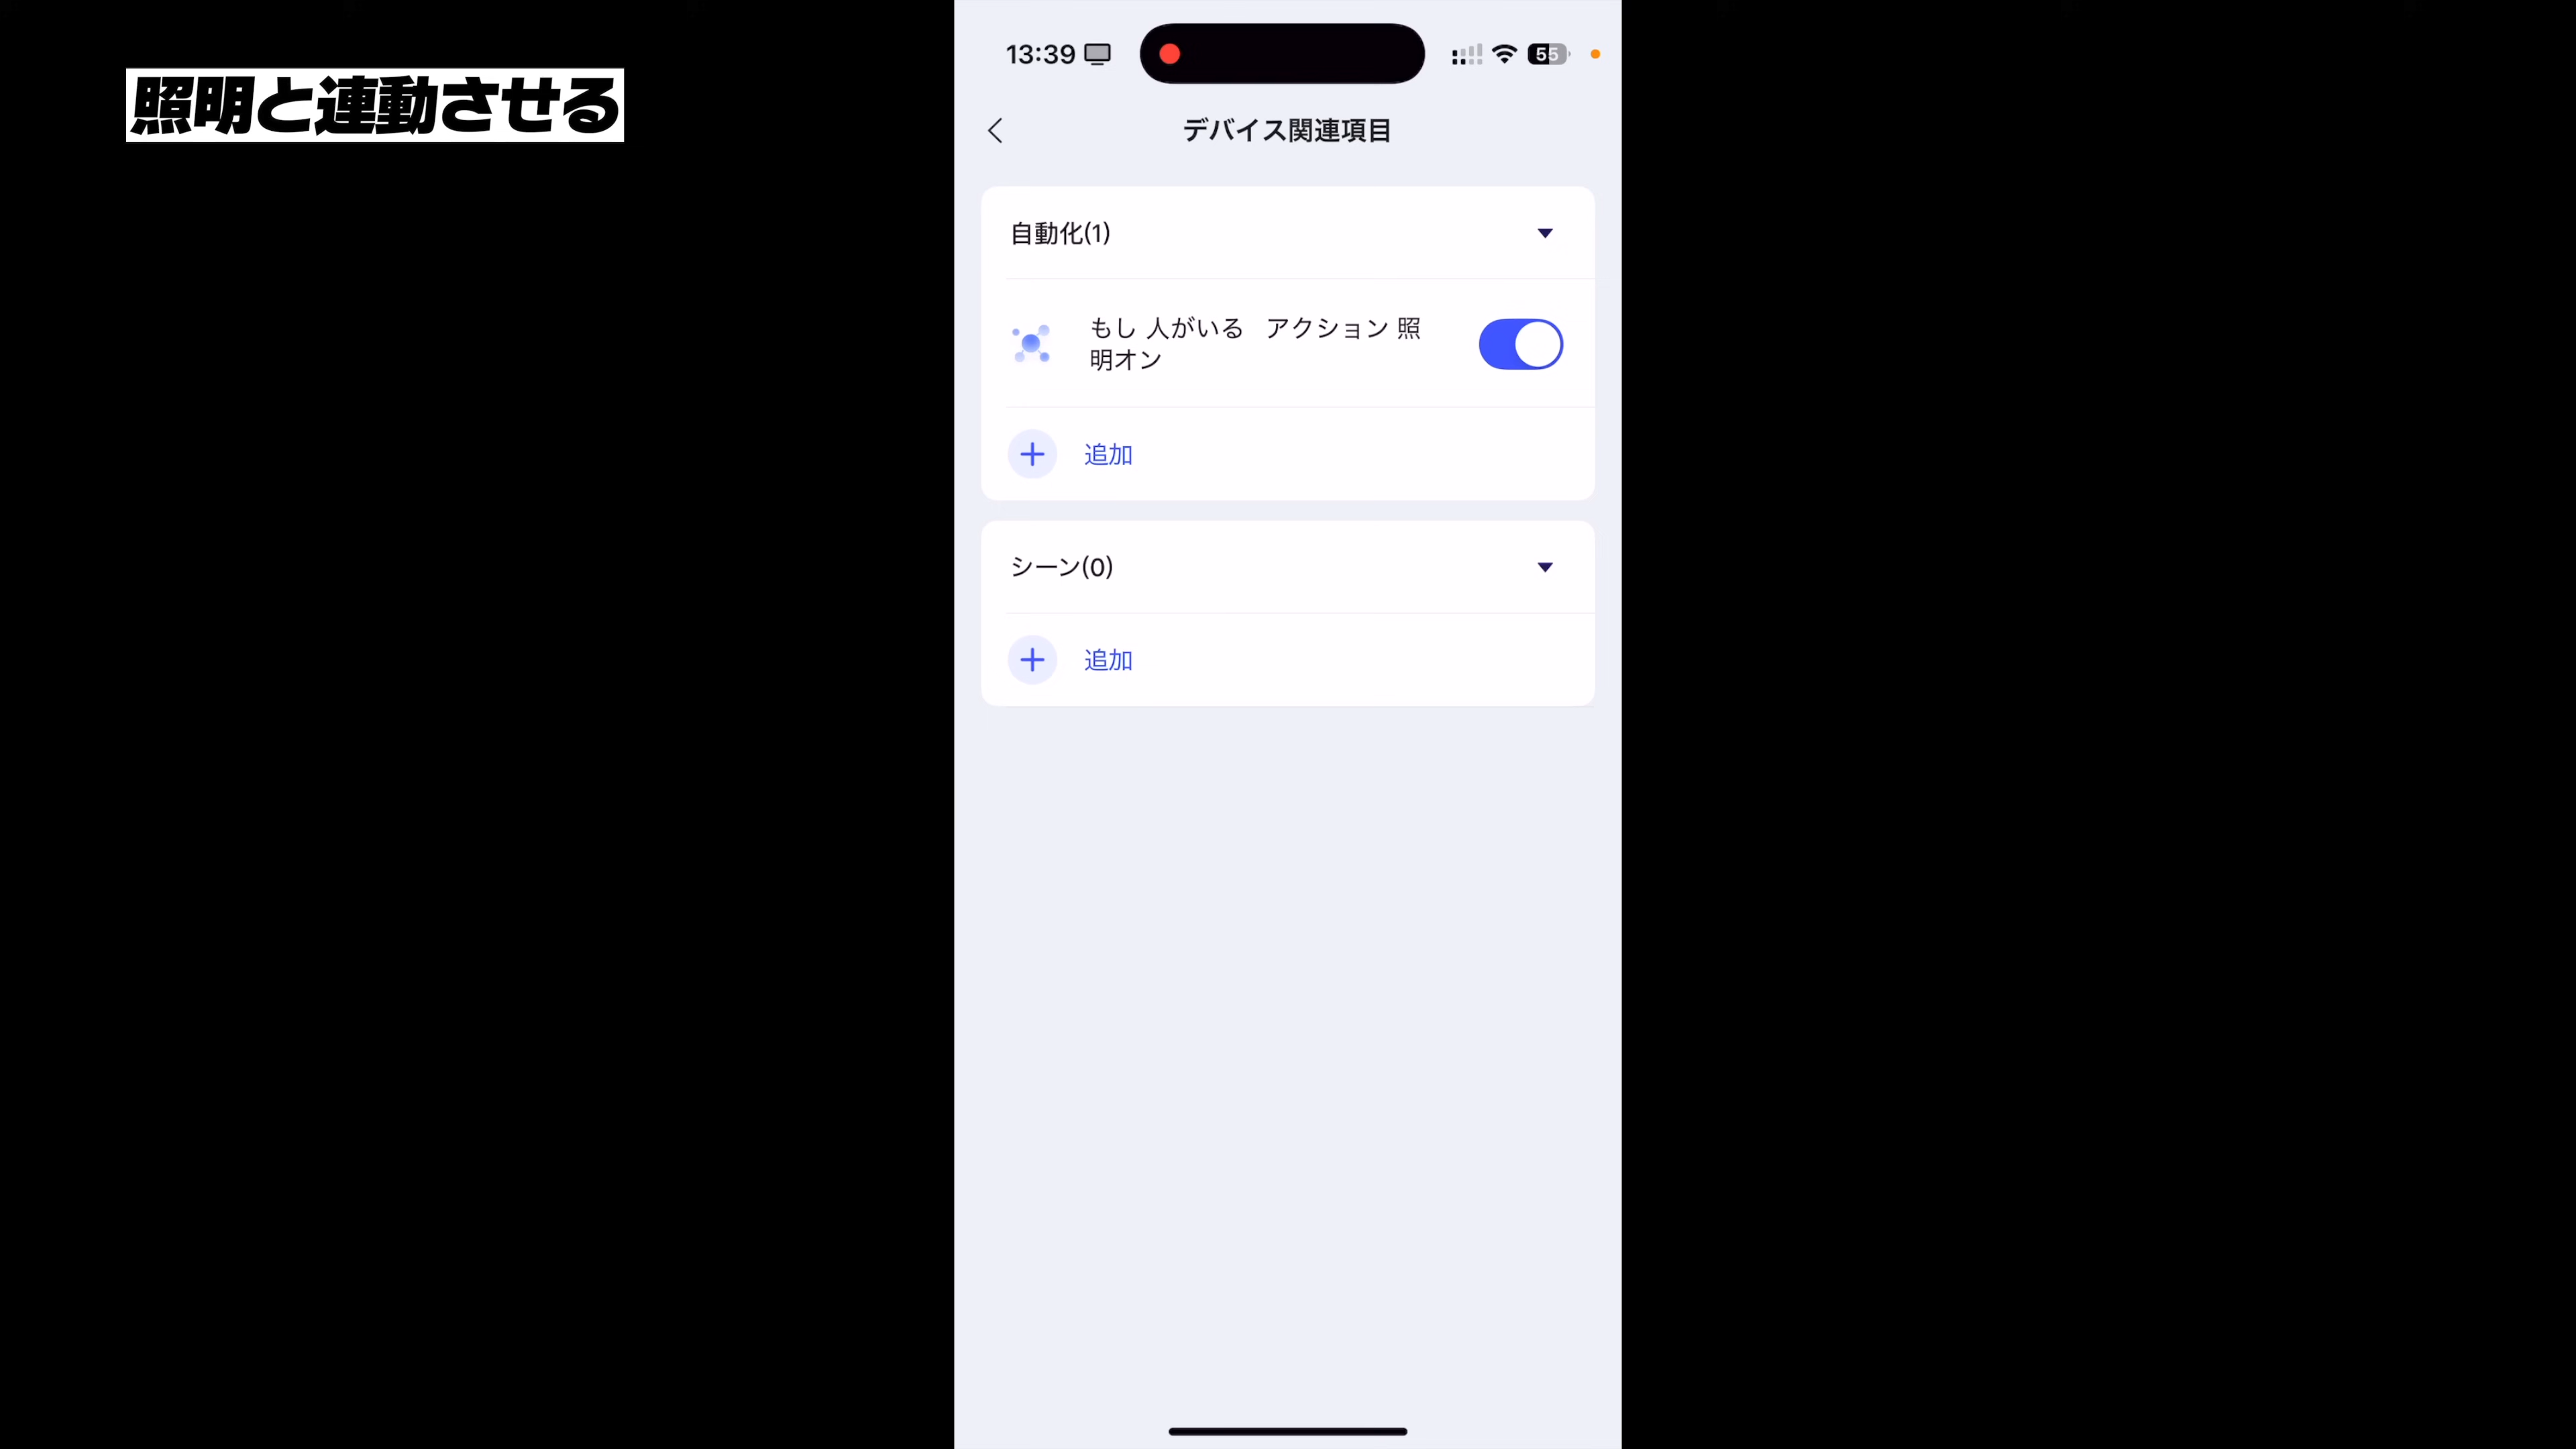 照明と連動させる
13:39
55
デバイス関連項目
自動化(1)
もし 人がいる アクション 照
明オン
追加
シーン(0)
追加